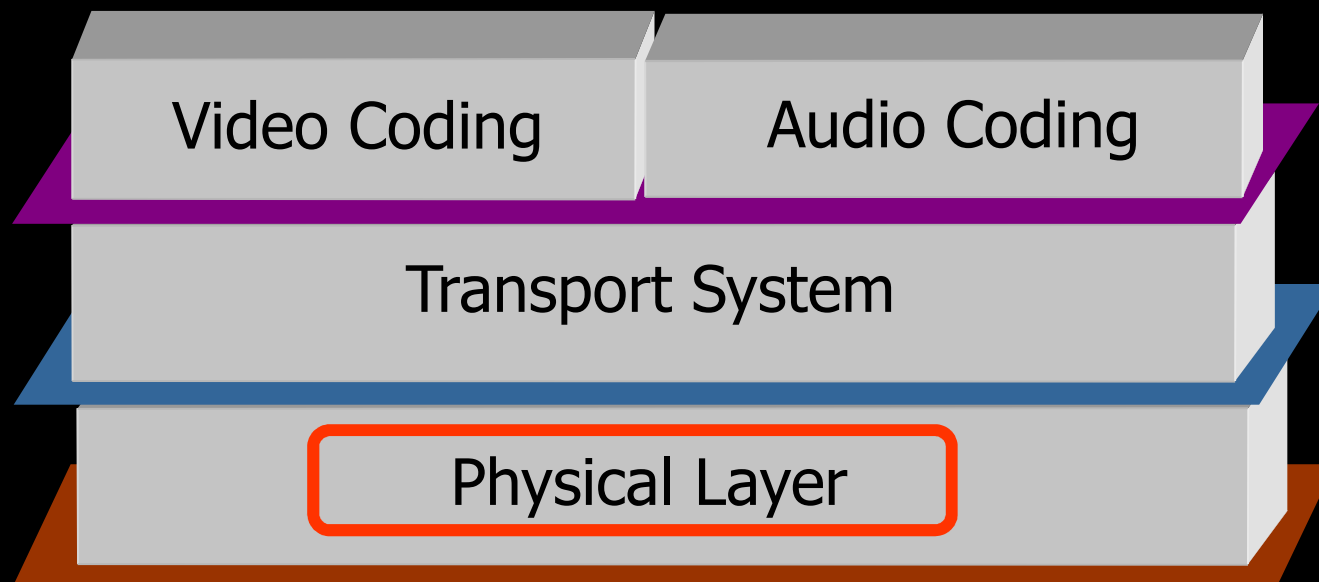 Video Coding
Audio Coding
Transport System
Physical Layer